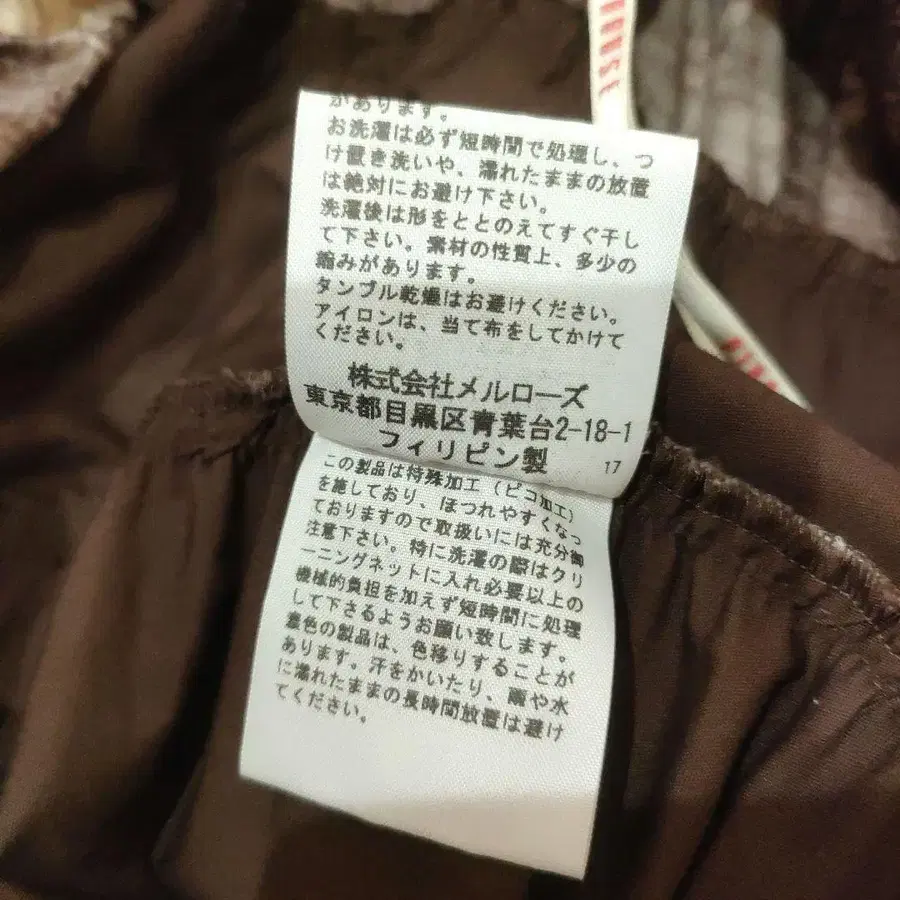 があります。
お洗濯は必ず短時間で処理し、つ
け置き洗いや、濡れたままの放置
は絶対にお避け下さい。
洗濯後は形をととのえてすぐ干し
て下さい。素材の性質上、多少の
縮みがあります。
タンブル乾燥はお避けください。
アイロンは、当て布をしてかけて
ください。
株式会社メルローズ
東京都目黒区青葉台2-18-1
フィリピン製
17
この製品は特殊加工（ピコ加工）
を施しており、ほつれやすくなっ
ておりますので取扱いには充分御
注意下さい。特に洗濯の際はクリ
ーニングネットに入れ必要以上の
機械的負担を加えず短時間に処理
して下さるようお願い致します。
濃色の製品は、色移りすることが
あります。汗をかいたり、雨や水
に濡れたままの長時間放置は避け
てください。